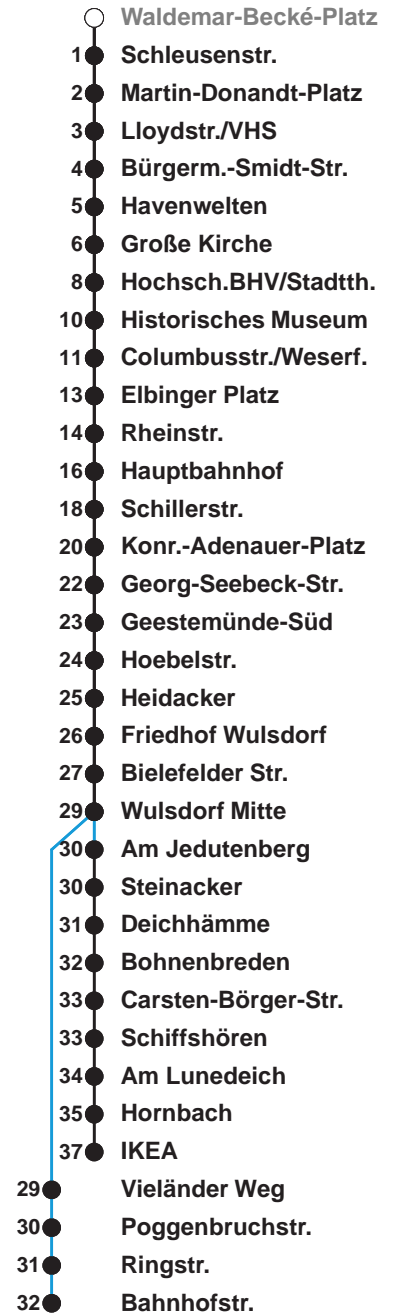 Waldemar-Becké-Platz
1 Schleusenstr.
2 Martin-Donandt-Platz
3 Lloydstr./VHS
4 Bürgerm.-Smidt-Str.
5 Havenwelten
6 Große Kirche
8 Hochsch.BHV/Stadtth.
10 Historisches Museum
11 Columbusstr./Weserf.
13 Elbinger Platz
14 Rheinstr.
16 Hauptbahnhof
18 Schillerstr.
20 Konr.-Adenauer-Platz
22 Georg-Seebeck-Str.
23 Geestemünde-Süd
24 Hoebelstr.
25 Heidacker
26 Friedhof Wulsdorf
27 Bielefelder Str.
29 Wulsdorf Mitte
30 Am Jedutenberg
30 Steinacker
31 Deichhämme
32 Bohnenbreden
33 Carsten-Börger-Str.
33 Schiffshören
34 Am Lunedeich
35 Hornbach
37 IKEA
29 Vieländer Weg
30 Poggenbruchstr.
31 Ringstr.
32 Bahnhofstr.